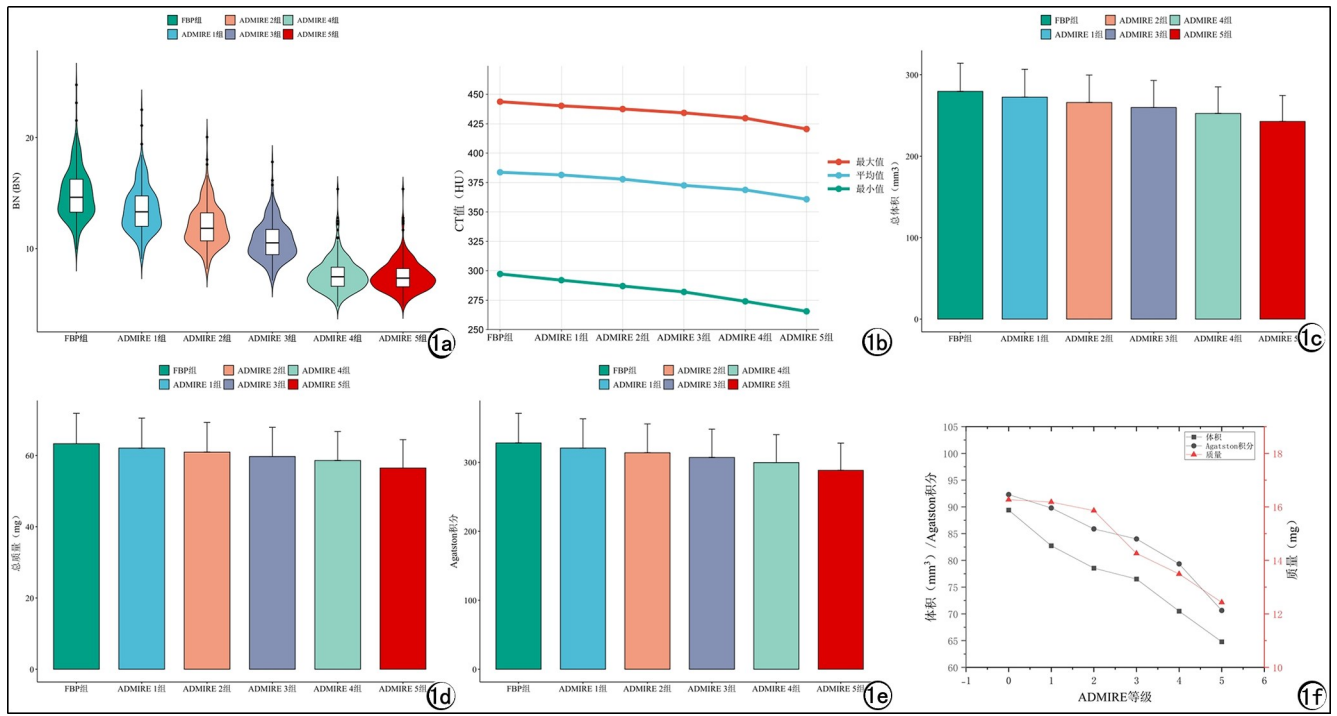 FBP组 ADMIRE 2组 ADMIRE 4组
ADMIRE 1组 ADMIRE 3组 ADMIRE 5组
BN (BN)
20
10
FBP组 ADMIRE 1组 ADMIRE 2组 ADMIRE 3组 ADMIRE 4组 ADMIRE 5组
1a
CT值（HU）
450
425
400
375
350
325
300
275
250
FBP组 ADMIRE 1组 ADMIRE 2组 ADMIRE 3组 ADMIRE 4组 ADMIRE 5组
最大值
平均值
最小值
1b
FBP组 ADMIRE 2组 ADMIRE 4组
ADMIRE 1组 ADMIRE 3组 ADMIRE 5组
总体积（mm3）
300
200
100
0
FBP组 ADMIRE 1组 ADMIRE 2组 ADMIRE 3组 ADMIRE 4组 ADMIRE 5
1c
FBP组 ADMIRE 2组 ADMIRE 4组
ADMIRE 1组 ADMIRE 3组 ADMIRE 5组
总质量（mg）
60
40
20
0
FBP组 ADMIRE 1组 ADMIRE 2组 ADMIRE 3组 ADMIRE 4组 ADMIRE 5组
1d
FBP组 ADMIRE 2组 ADMIRE 4组
ADMIRE 1组 ADMIRE 3组 ADMIRE 5组
Agatston积分
300
200
100
0
FBP组 ADMIRE 1组 ADMIRE 2组 ADMIRE 3组 ADMIRE 4组 ADMIRE 5组
1e
体积（mm³）/Agatston积分
105
100
95
90
85
80
75
70
65
60
体积
Agatston积分
质量
18
16
14
12
10
质量（mg）
-1 0 1 2 3 4 5 6
ADMIRE等级
1f